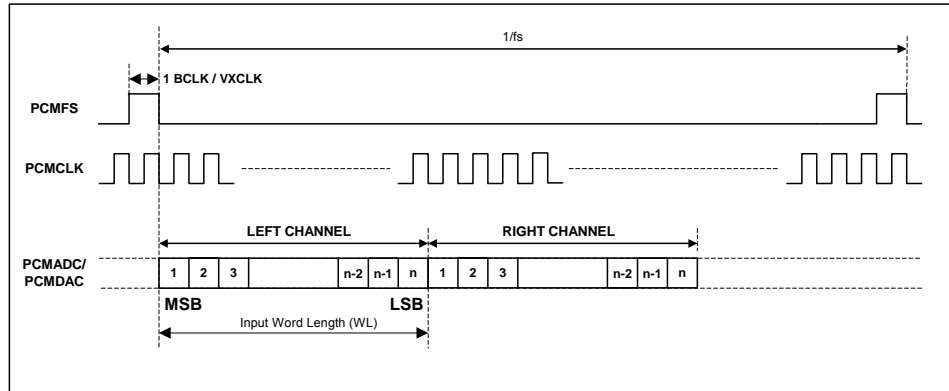 1/fs
1 BCLK / VXCLK
PCMFS
PCMCLK
LEFT CHANNEL RIGHT CHANNEL
PCMADC/
PCMDAC
1 2 3 n-2 n-1 n 1 2 3 n-2 n-1 n
MSB LSB
Input Word Length (WL)